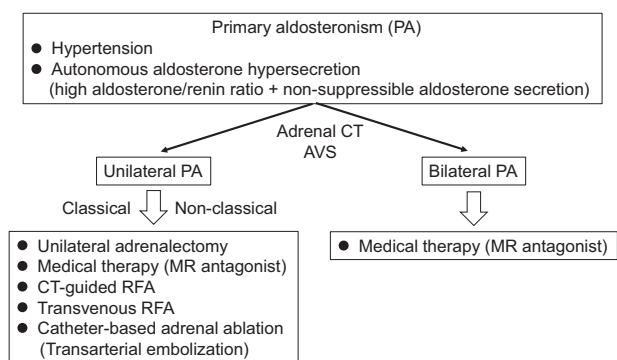 Primary aldosteronism (PA)
● Hypertension
● Autonomous aldosterone hypersecretion
(high aldosterone/renin ratio + non-suppressible aldosterone secretion)
Adrenal CT
AVS
Unilateral PA
Bilateral PA
Classical
Non-classical
● Unilateral adrenalectomy
● Medical therapy (MR antagonist)
● CT-guided RFA
● Transvenous RFA
● Catheter-based adrenal ablation
(Transarterial embolization)
● Medical therapy (MR antagonist)